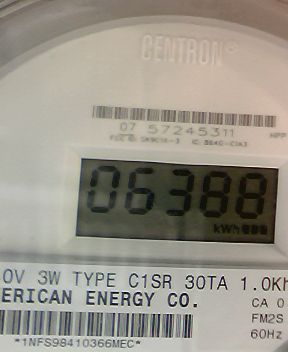 CENTRON®
07 57245311
06388
kWh
0V 3W TYPE C1SR 30TA 1.0Kh
ERICAN ENERGY CO.
CA 0
FM2S
60Hz
*1NFS98410366MEC*